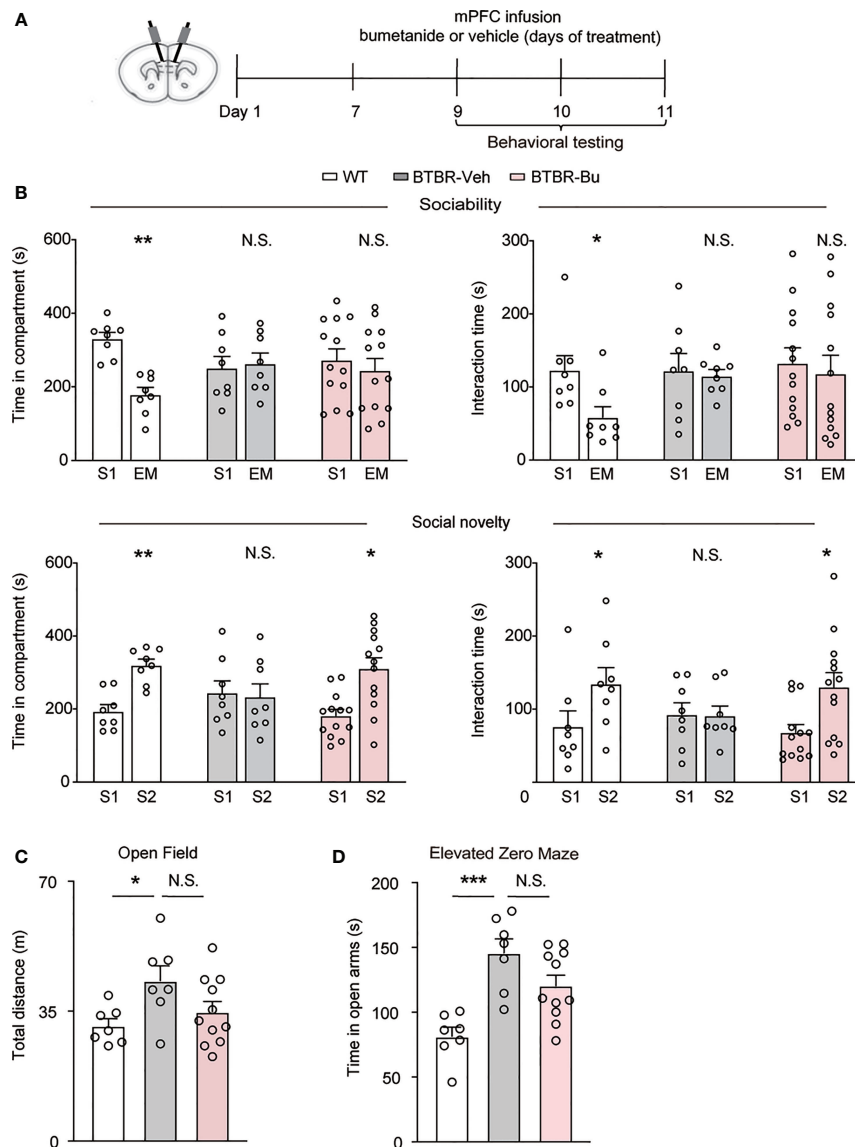 A
mPFC infusion
bumetanide or vehicle (days of treatment)
Day 1 7 9 10 11
Behavioral testing
B
WT BTBR-Veh BTBR-Bu
Sociability
Time in compartment (s)
600
400
200
0
** N.S. N.S.
S1 EM S1 EM S1 EM
Interaction time (s)
300
200
100
0
* N.S. N.S.
S1 EM S1 EM S1 EM
Social novelty
Time in compartment (s)
600
400
200
0
** N.S. *
S1 S2 S1 S2 S1 S2
Interaction time (s)
300
200
100
0
* N.S. *
S1 S2 S1 S2 S1 S2
C
Open Field
Total distance (m)
70
35
0
* N.S.
D
Elevated Zero Maze
Time in open arms (s)
200
150
100
50
0
*** N.S.